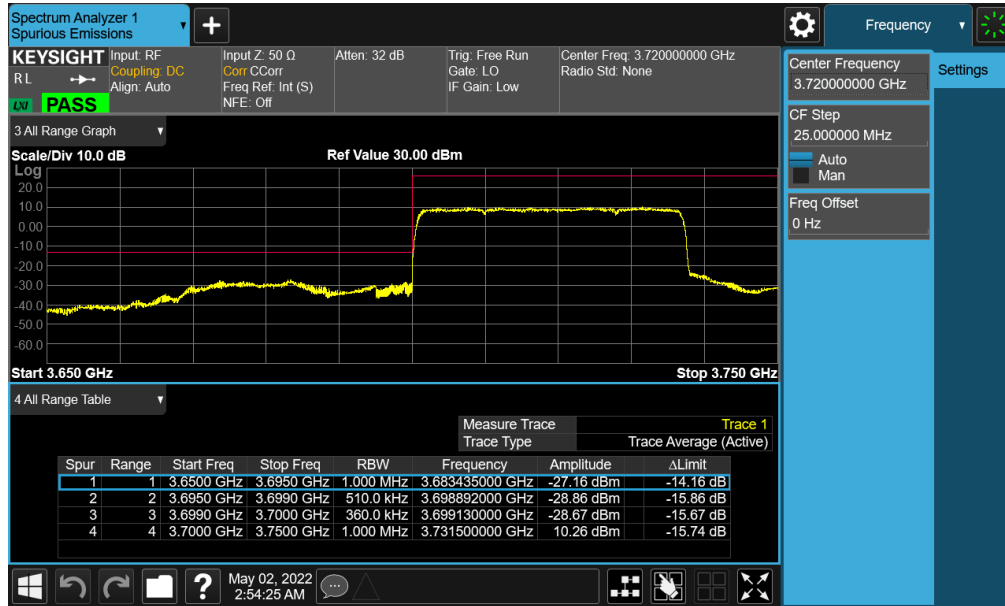 Spectrum Analyzer 1
Spurious Emissions
Frequency
KEYSIGHT
R L
LXI
PASS
Input: RF
Coupling: DC
Align: Auto
Input Z: 50 Ω
Corr CCorr
Freq Ref: Int (S)
NFE: Off
Atten: 32 dB
Trig: Free Run
Gate: LO
IF Gain: Low
Center Freq: 3.720000000 GHz
Radio Std: None
Center Frequency
3.720000000 GHz
Settings
CF Step
25.000000 MHz
Auto
Man
Freq Offset
0 Hz
3 All Range Graph
Scale/Div 10.0 dB
Ref Value 30.00 dBm
Log
20.0
10.0
0.00
-10.0
-20.0
-30.0
-40.0
-50.0
-60.0
Start 3.650 GHz
Stop 3.750 GHz
4 All Range Table
Measure Trace Trace 1
Trace Type Trace Average (Active)
Spur Range Start Freq Stop Freq RBW Frequency Amplitude ΔLimit
1 1 3.6500 GHz 3.6950 GHz 1.000 MHz 3.683435000 GHz -27.16 dBm -14.16 dB
2 2 3.6950 GHz 3.6990 GHz 510.0 kHz 3.698892000 GHz -28.86 dBm -15.86 dB
3 3 3.6990 GHz 3.7000 GHz 360.0 kHz 3.699130000 GHz -28.67 dBm -15.67 dB
4 4 3.7000 GHz 3.7500 GHz 1.000 MHz 3.731500000 GHz 10.26 dBm -15.74 dB
?
May 02, 2022
2:54:25 AM